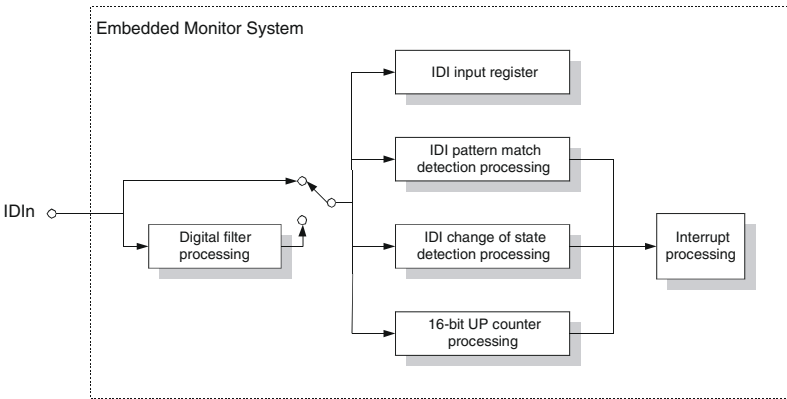 Embedded Monitor System
IDI input register
IDI pattern match
detection processing
IDIn
Digital filter
processing
IDI change of state
detection processing
Interrupt
processing
16-bit UP counter
processing